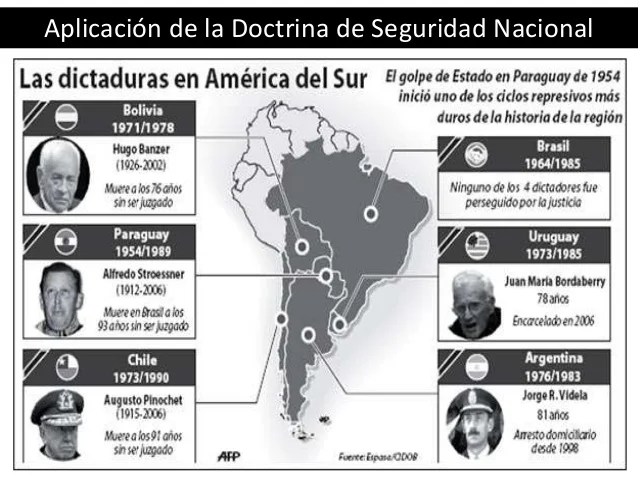 Aplicación de la Doctrina de Seguridad Nacional
Las dictaduras en América del Sur
El golpe de Estado en Paraguay de 1954
inició uno de los ciclos represivos más
duros de la historia de la región
Bolivia
1971/1978
Hugo Banzer
(1926-2002)
Muere a los 76 años
sin ser juzgado
Paraguay
1954/1989
Alfredo Stroessner
(1912-2006)
Muere en Brasil a los
93 años sin ser juzgado
Chile
1973/1990
Augusto Pinochet
(1915-2006)
Muere a los 91 años
sin ser juzgado
Brasil
1964/1985
Ninguno de los 4 dictadores fue
perseguido por la justicia
Uruguay
1973/1985
Juan María Bordaberry
78 años
Encarcelado en 2006
Argentina
1976/1983
Jorge R. Videla
81 años
Arresto domiciliario
desde 1998
AFP
Fuente: Espasa/CIDOB